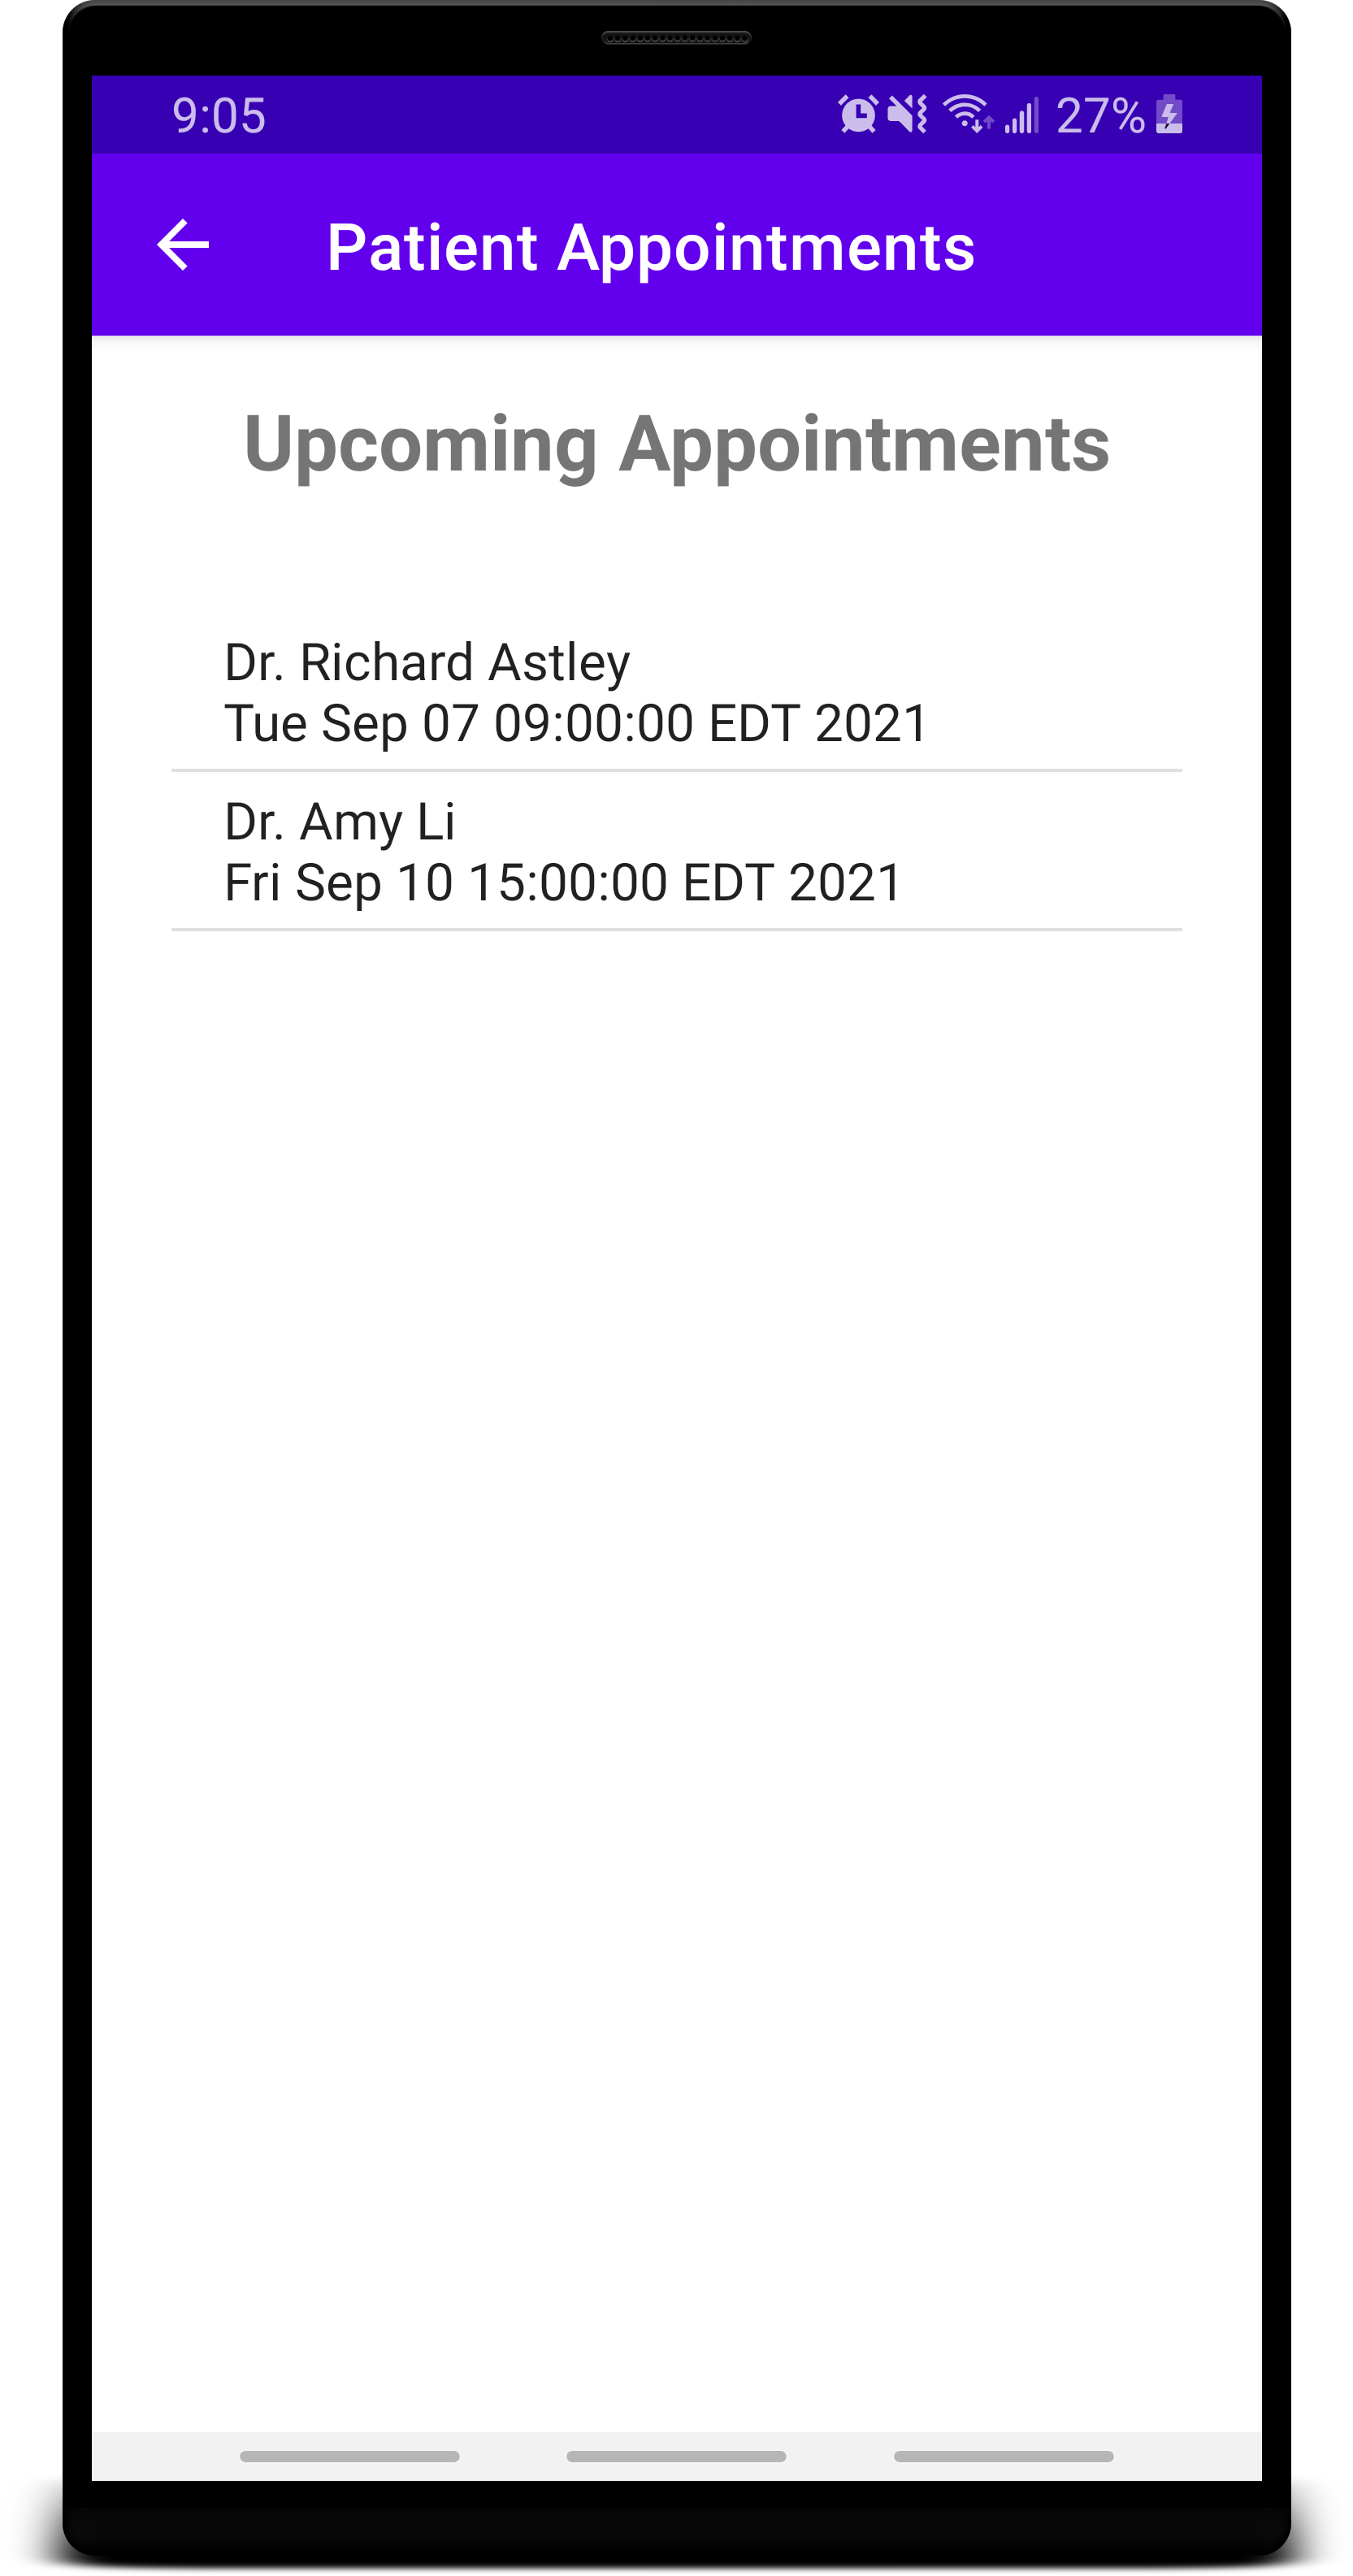 9:05 27%
Patient Appointments
Upcoming Appointments
Dr. Richard Astley
Tue Sep 07 09:00:00 EDT 2021
Dr. Amy Li
Fri Sep 10 15:00:00 EDT 2021